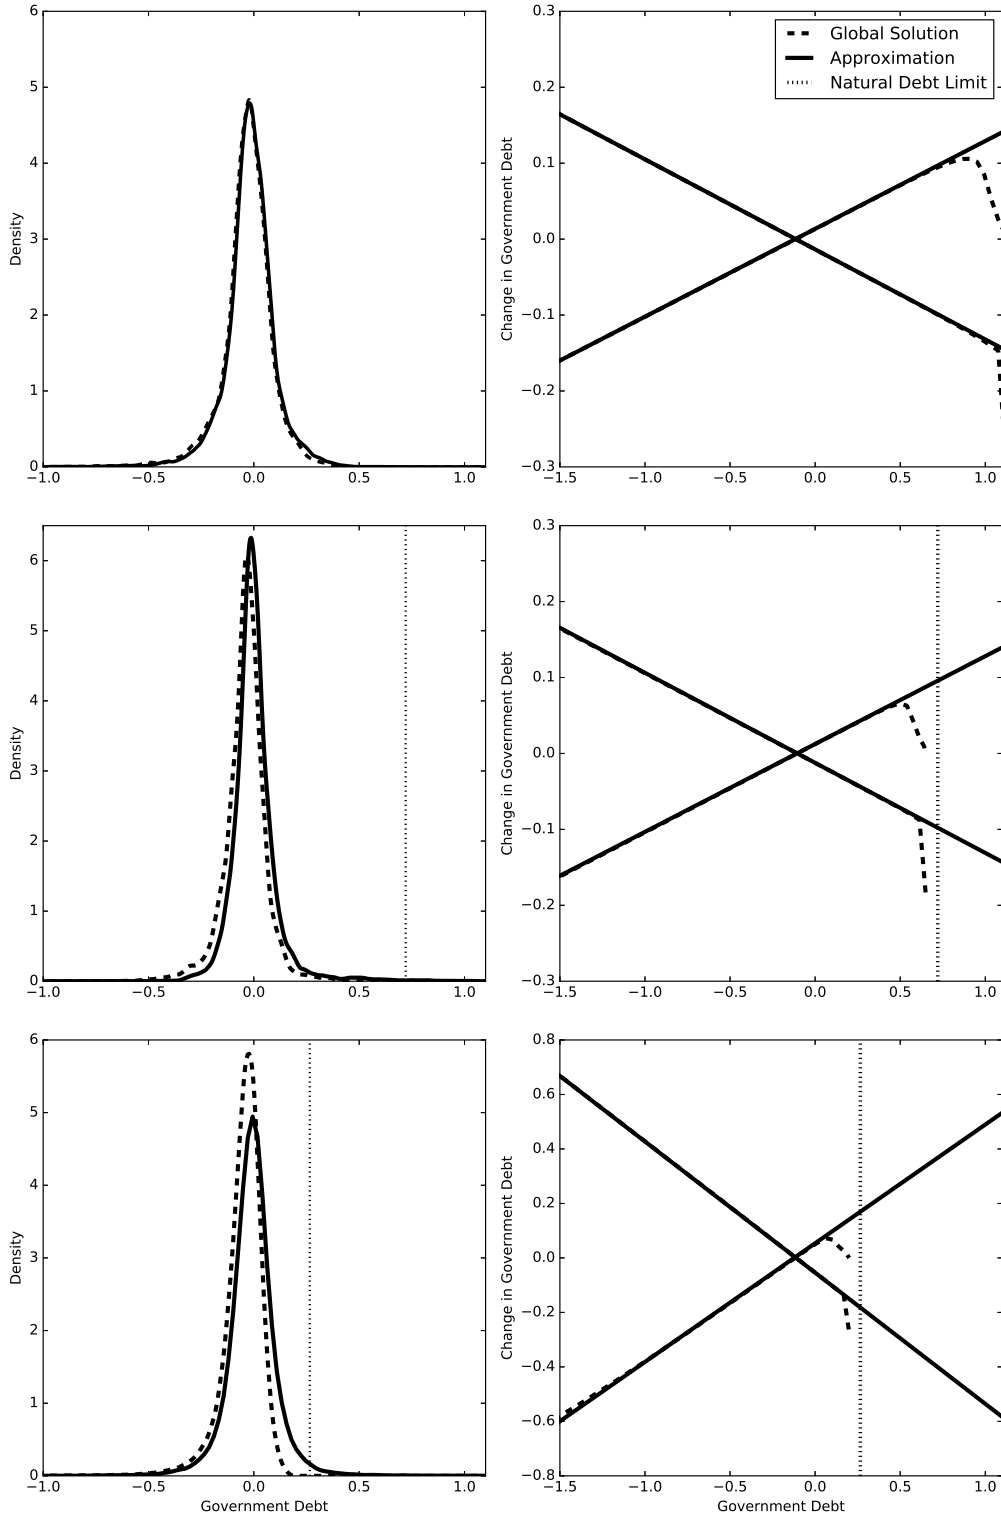 6
5
4
3
2
1
0
Density
−1.0 −0.5 0.0 0.5 1.0
0.3
0.2
0.1
0.0
−0.1
−0.2
−0.3
Change in Government Debt
−1.5 −1.0 −0.5 0.0 0.5 1.0
Global Solution
Approximation
Natural Debt Limit
6
5
4
3
2
1
0
Density
−1.0 −0.5 0.0 0.5 1.0
0.3
0.2
0.1
0.0
−0.1
−0.2
−0.3
Change in Government Debt
−1.5 −1.0 −0.5 0.0 0.5 1.0
6
5
4
3
2
1
0
Density
−1.0 −0.5 0.0 0.5 1.0
Government Debt
0.8
0.6
0.4
0.2
0.0
−0.2
−0.4
−0.6
−0.8
Change in Government Debt
−1.5 −1.0 −0.5 0.0 0.5 1.0
Government Debt